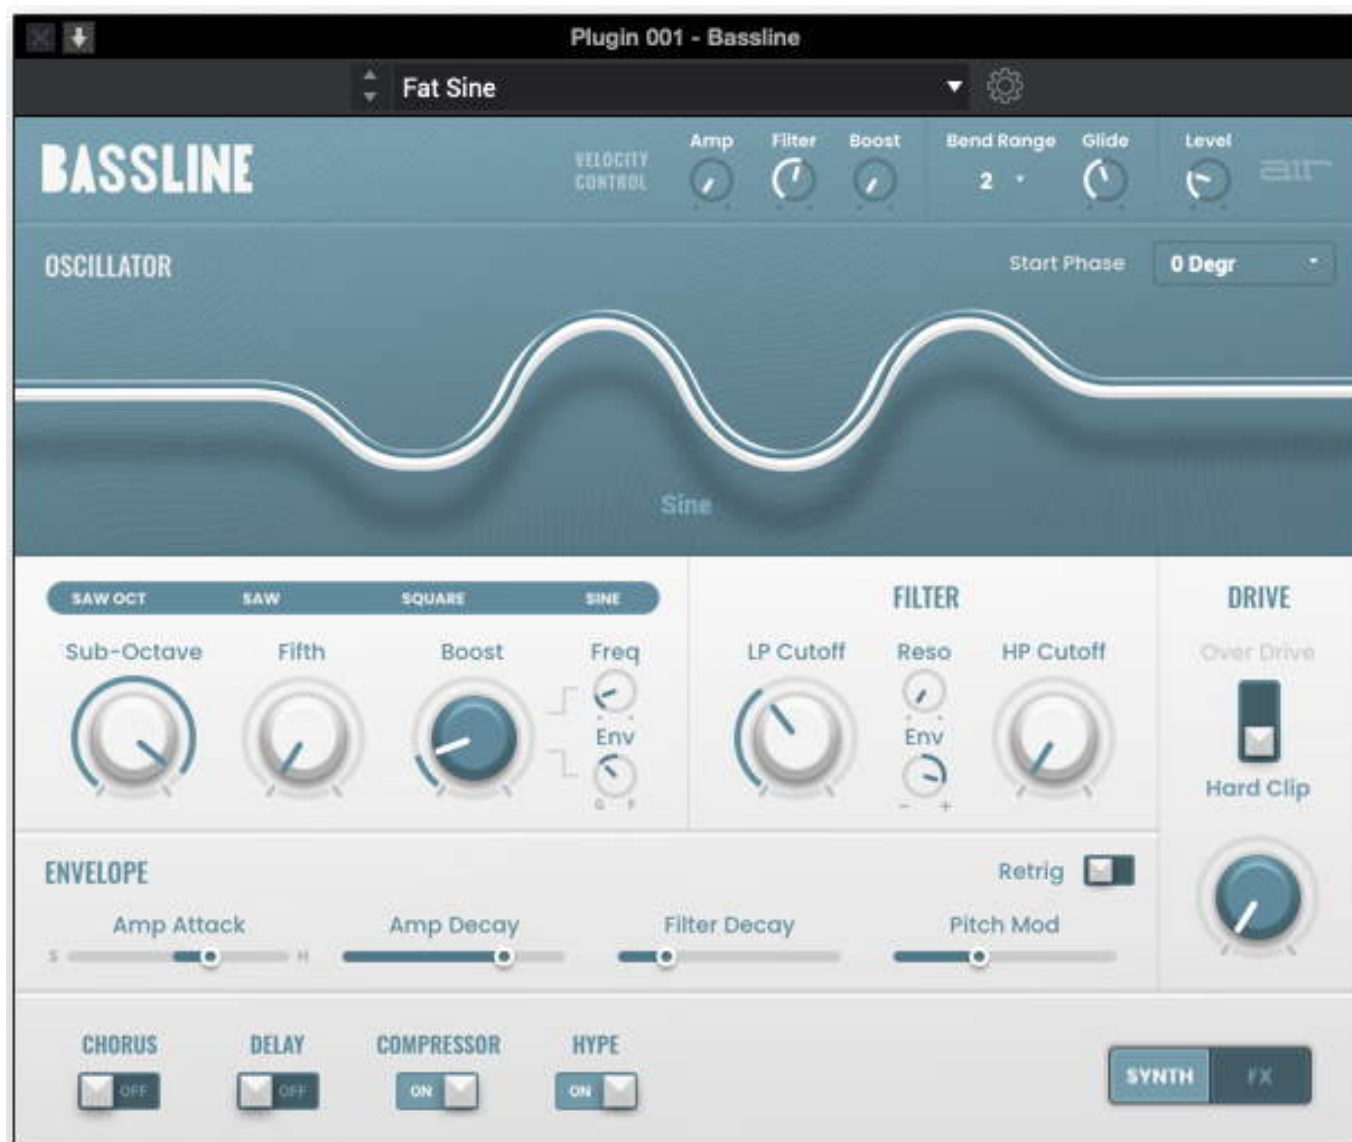 Plugin 001 - Bassline
Fat Sine
BASSLINE
VELOCITY CONTROL
Amp Filter Boost Bend Range Glide Level
2
air
OSCILLATOR
Start Phase 0 Degr
Sine
SAW OCT SAW SQUARE SINE
Sub-Octave Fifth Boost Freq
Env
G F
FILTER
LP Cutoff Reso HP Cutoff
Env
- +
DRIVE
Over Drive
Hard Clip
ENVELOPE
Retrig
Amp Attack Amp Decay Filter Decay Pitch Mod
S H
CHORUS DELAY COMPRESSOR HYPE
OFF OFF ON ON
SYNTH FX